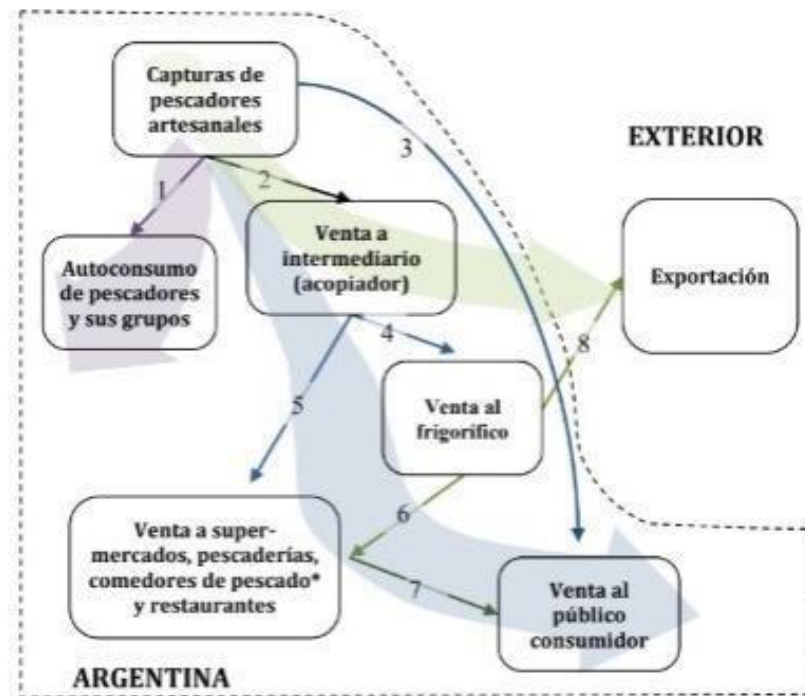 Capturas de
pescadores
artesanales
3
EXTERIOR
1
2
Venta a
intermediario
(acopiador)
Autoconsumo
de pescadores
y sus grupos
Exportación
4
8
5
Venta al
frigorífico
6
Venta a super-
mercados, pescaderías,
comedores de pescado*
y restaurantes
7
Venta al
público
consumidor
ARGENTINA